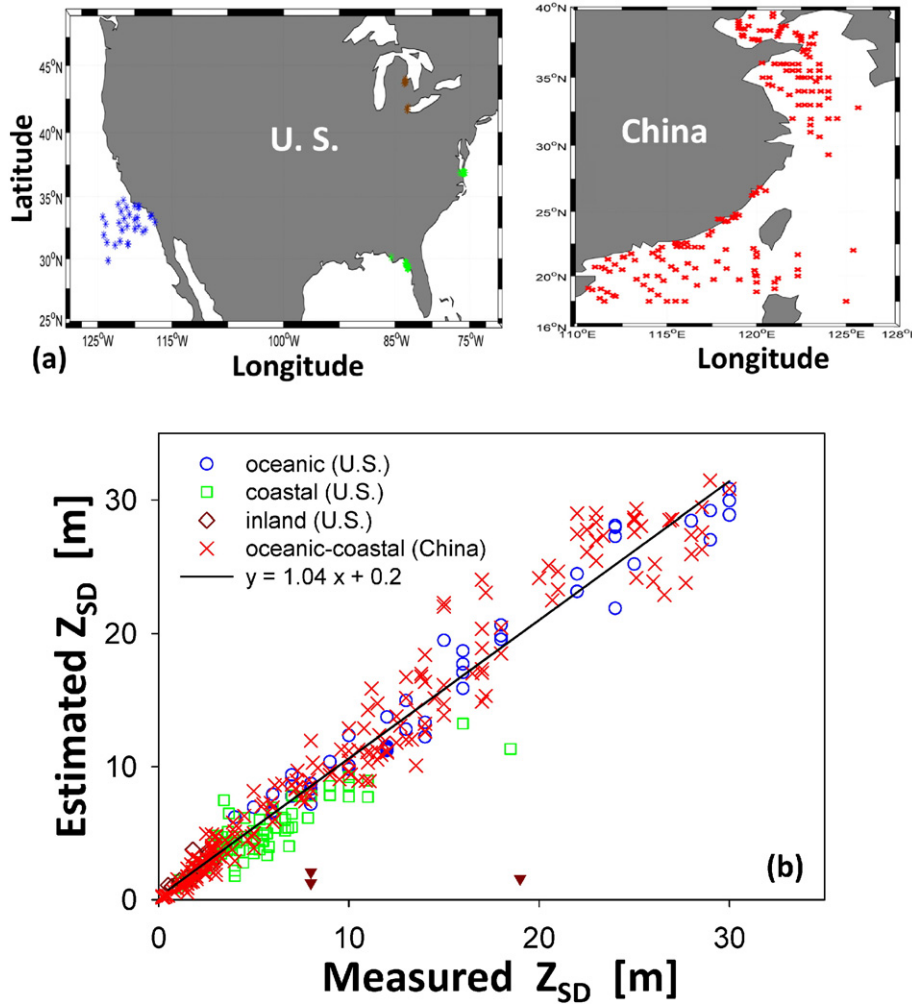 45°N
40°N
35°N
30°N
25°N
Latitude
U. S.
125°W
115°W
100°W
85°W
75°W
Longitude
(a)
40°N
35°N
30°N
25°N
20°N
16°N
China
110°E
115°E
120°E
128°E
Longitude
oceanic (U.S.)
coastal (U.S.)
inland (U.S.)
oceanic-coastal (China)
y = 1.04 x + 0.2
30
20
10
0
Estimated Z_SD [m]
(b)
0
10
20
30
Measured Z_SD [m]